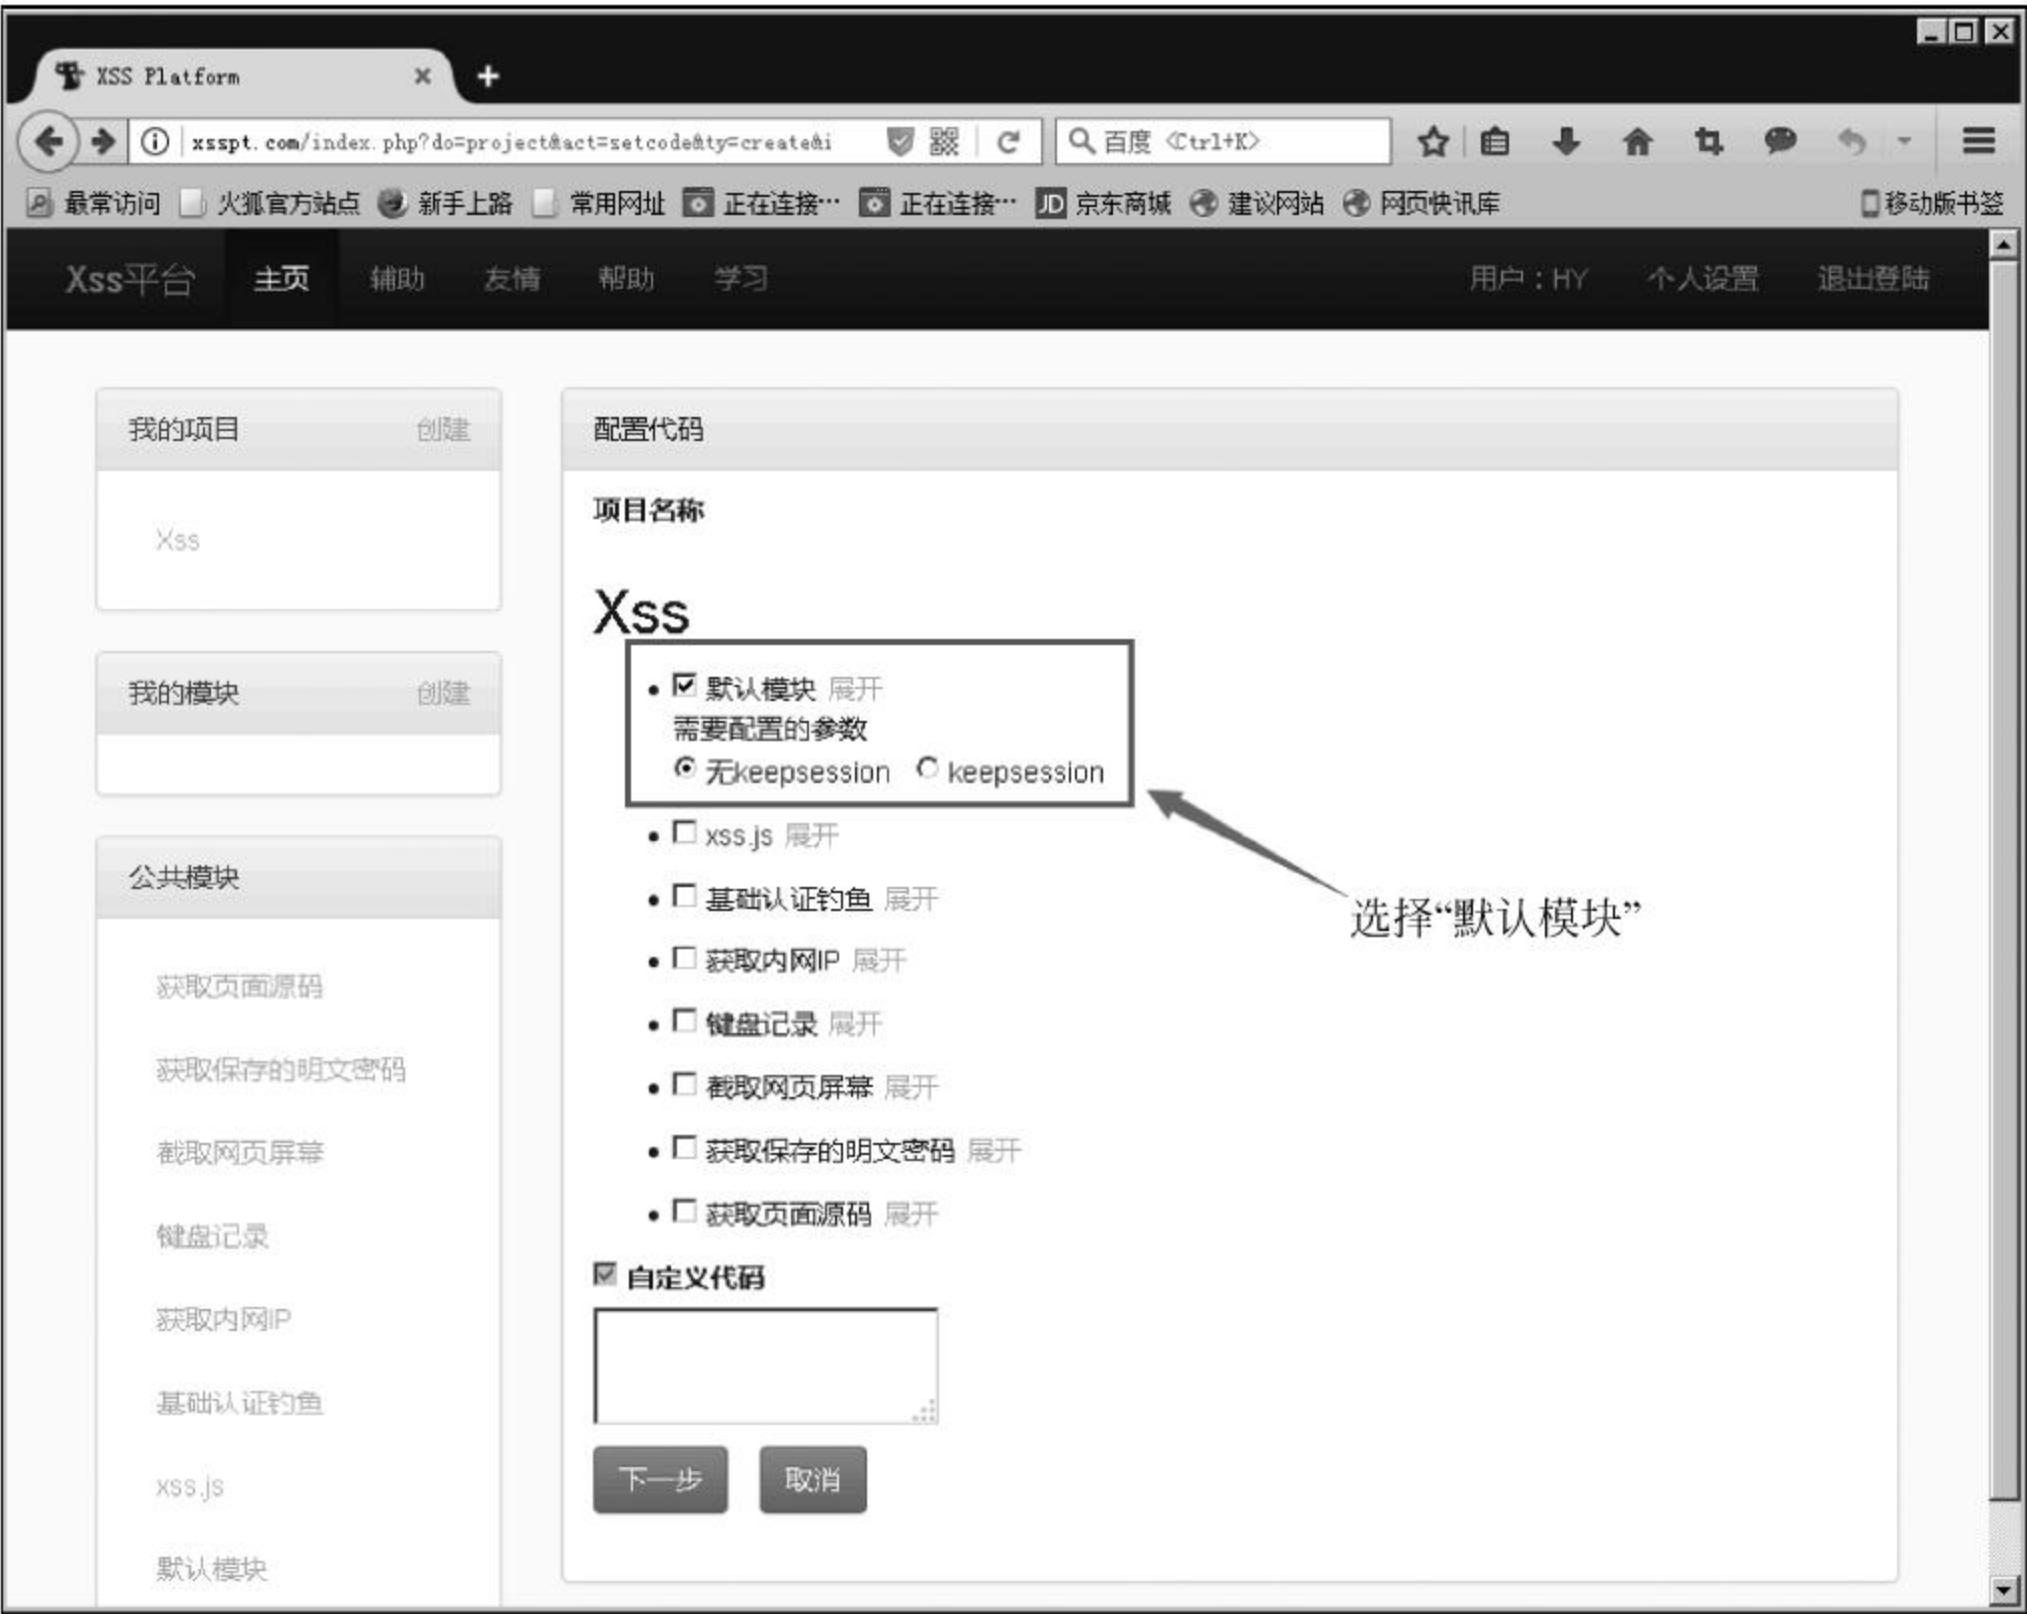 XSS Platform
xsspt.com/index.php?do=project&act=setcode&ty=create&i
百度 <Ctrl+K>
最常访问 火狐官方站点 新手上路 常用网址 正在连接… 正在连接… JD 京东商城 建议网站 网页快讯库 移动版书签
Xss平台 主页 辅助 友情 帮助 学习 用户：HY 个人设置 退出登陆
我的项目 创建
Xss
我的模块 创建
公共模块
获取页面源码
获取保存的明文密码
截取网页屏幕
键盘记录
获取内网IP
基础认证钓鱼
xss.js
默认模块
配置代码
项目名称
Xss
默认模块 展开
需要配置的参数
无keepsession keepsession
xss.js 展开
基础认证钓鱼 展开
获取内网IP 展开
键盘记录 展开
截取网页屏幕 展开
获取保存的明文密码 展开
获取页面源码 展开
选择“默认模块”
自定义代码
下一步 取消